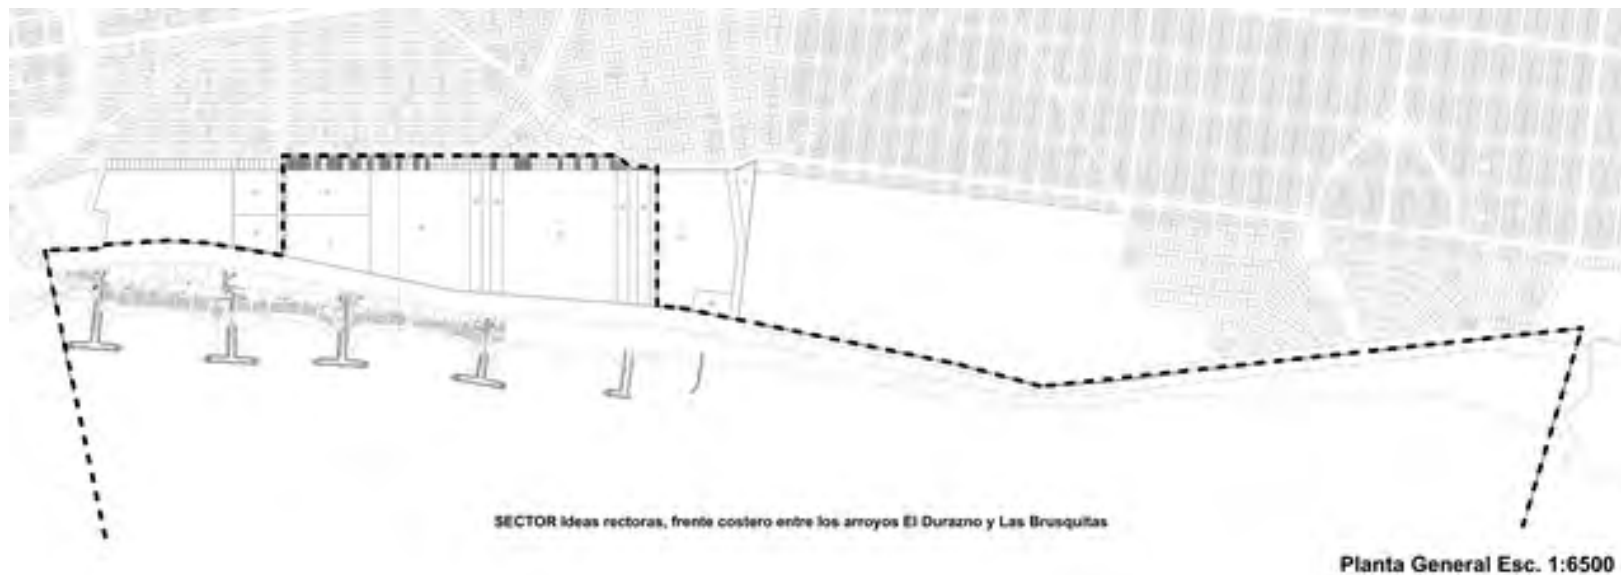 SECTOR Ideas rectoras, frente costero entre los arroyos El Durazno y Las Brusquitas
Planta General Esc. 1:6500